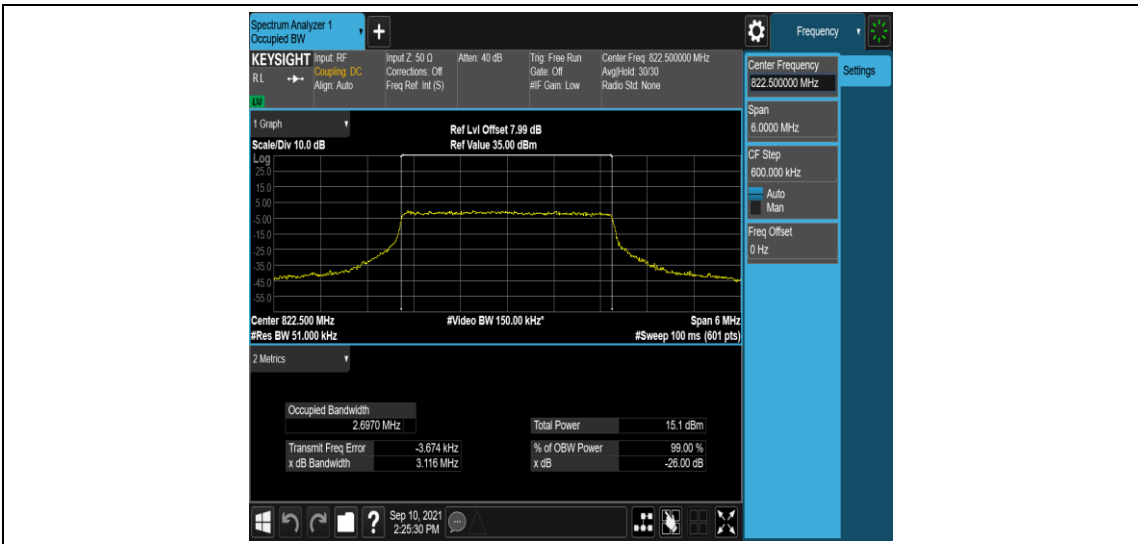 Spectrum Analyzer 1
Occupied BW
+
Frequency
KEYSIGHT
RL
LXI
Input: RF
Coupling: DC
Align: Auto
Input Z: 50 Ω
Corrections: Off
Freq Ref: Int (S)
Atten: 40 dB
Trig: Free Run
Gate: Off
#IF Gain: Low
Center Freq: 822.500000 MHz
Avg|Hold: 30/30
Radio Std: None
Center Frequency
822.500000 MHz
Settings
Span
6.0000 MHz
CF Step
600.000 kHz
Auto
Man
Freq Offset
0 Hz
1 Graph
Scale/Div 10.0 dB
Ref Lvl Offset 7.99 dB
Ref Value 35.00 dBm
Log
25.0
15.0
5.00
-5.00
-15.0
-25.0
-35.0
-45.0
-55.0
Center 822.500 MHz
#Video BW 150.00 kHz*
Span 6 MHz
#Res BW 51.000 kHz
#Sweep 100 ms (601 pts)
2 Metrics
Occupied Bandwidth
2.6970 MHz
Total Power 15.1 dBm
Transmit Freq Error -3.674 kHz
% of OBW Power 99.00 %
x dB Bandwidth 3.116 MHz
x dB -26.00 dB
?
Sep 10, 2021
2:25:30 PM